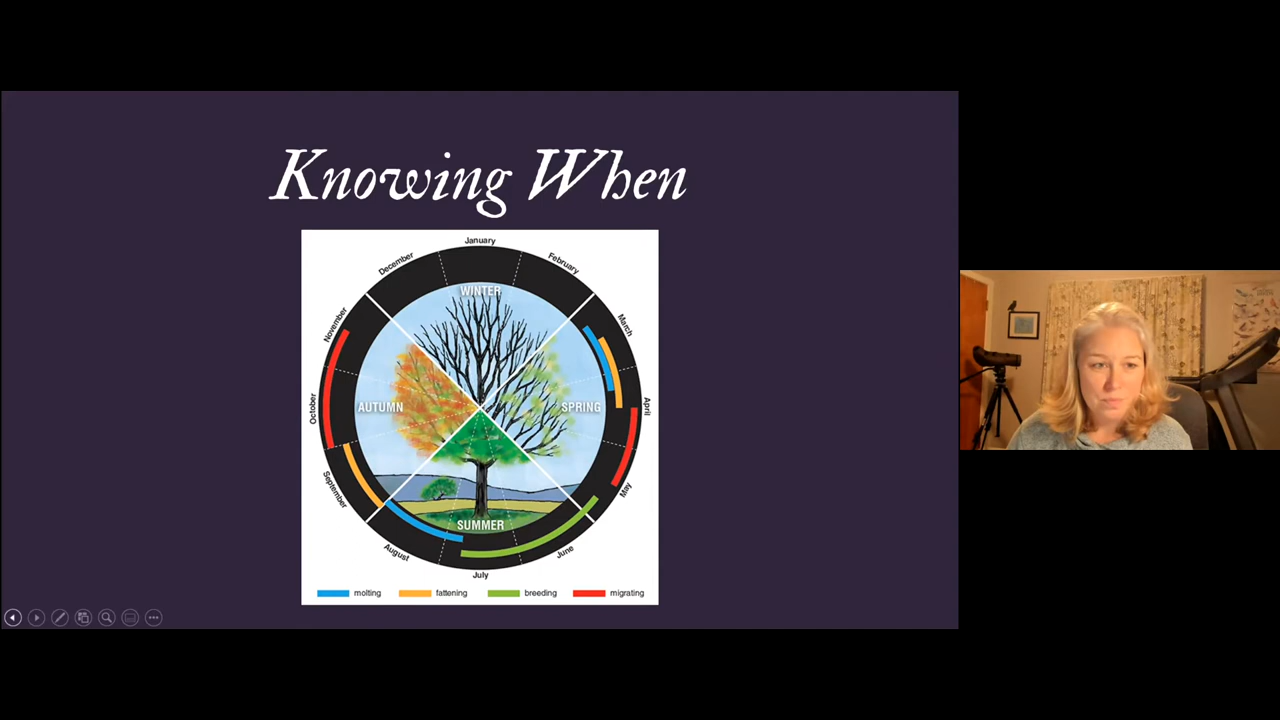 Knowing When
January
December
February
WINTER
November
March
AUTUMN
SPRING
October
April
September
May
SUMMER
August
June
July
molting
fattening
breeding
migrating